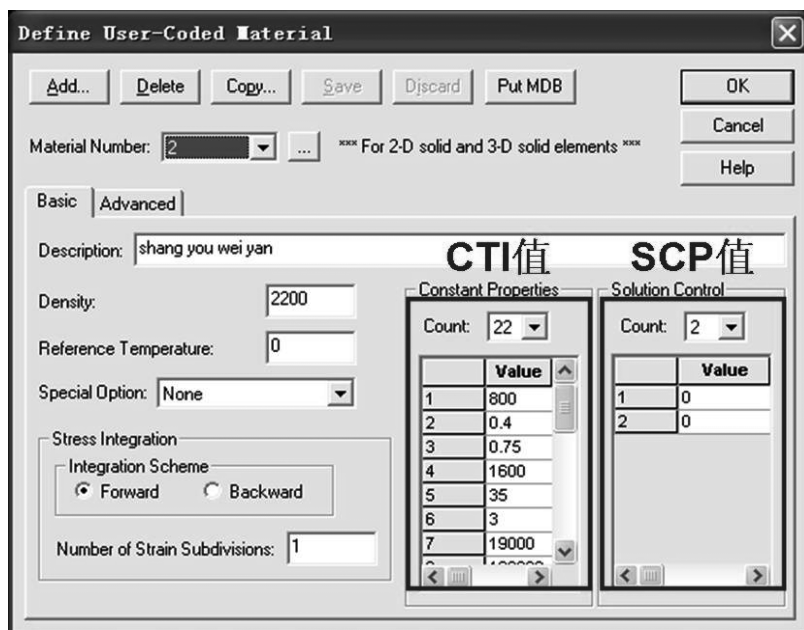 Define User-Coded Material
Add... Delete Copy... Save Discard Put MDB OK
Cancel
Material Number: 2 ... *** For 2-D solid and 3-D solid elements ***
Help
Basic Advanced
Description: shang you wei yan
CTI值 SCP值
Density: 2200
Constant Properties Solution Control
Count: 22 Count: 2
Reference Temperature: 0
Value Value
Special Option: None
1 800 1 0
2 0.4 2 0
3 0.75
Stress Integration
4 1600
Integration Scheme
Forward Backward
5 35
6 3
Number of Strain Subdivisions: 1
7 19000